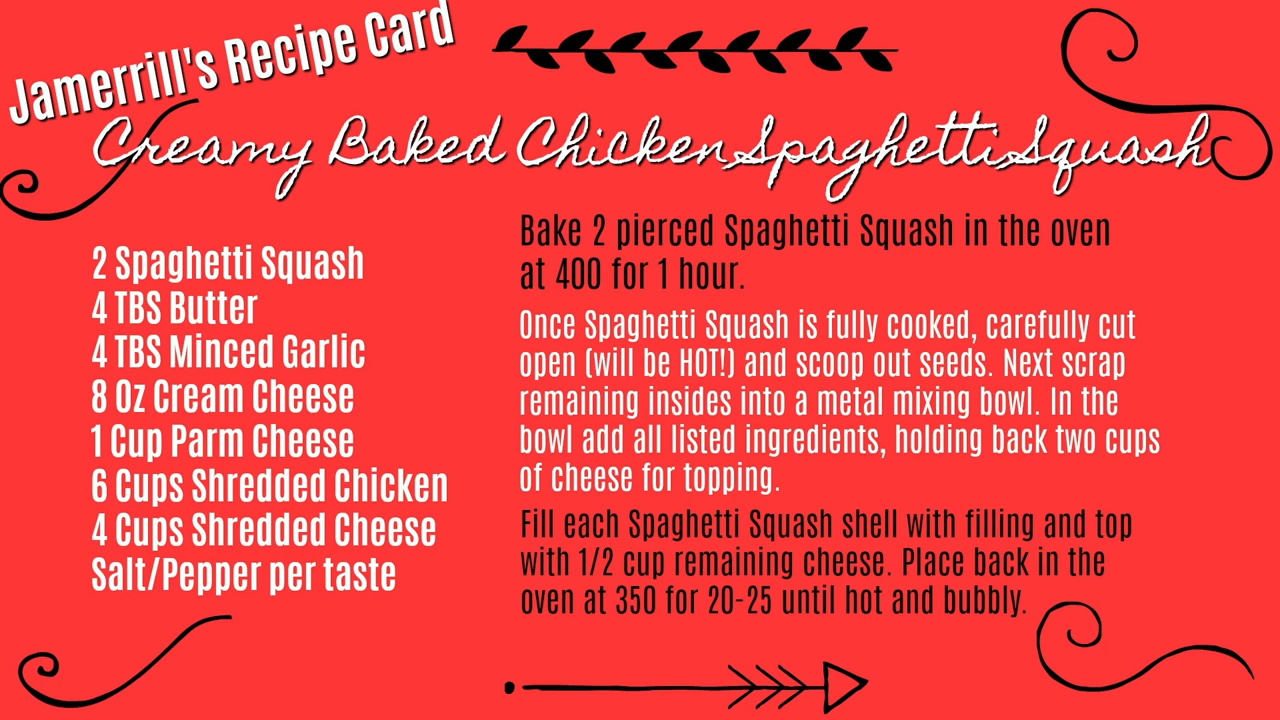 Jamerrill's Recipe Card
Creamy Baked Chicken Spaghetti Squash
2 Spaghetti Squash
4 TBS Butter
4 TBS Minced Garlic
8 Oz Cream Cheese
1 Cup Parm Cheese
6 Cups Shredded Chicken
4 Cups Shredded Cheese
Salt/Pepper per taste
Bake 2 pierced Spaghetti Squash in the oven
at 400 for 1 hour.
Once Spaghetti Squash is fully cooked, carefully cut
open (will be HOT!) and scoop out seeds. Next scrap
remaining insides into a metal mixing bowl. In the
bowl add all listed ingredients, holding back two cups
of cheese for topping.
Fill each Spaghetti Squash shell with filling and top
with 1/2 cup remaining cheese. Place back in the
oven at 350 for 20-25 until hot and bubbly.